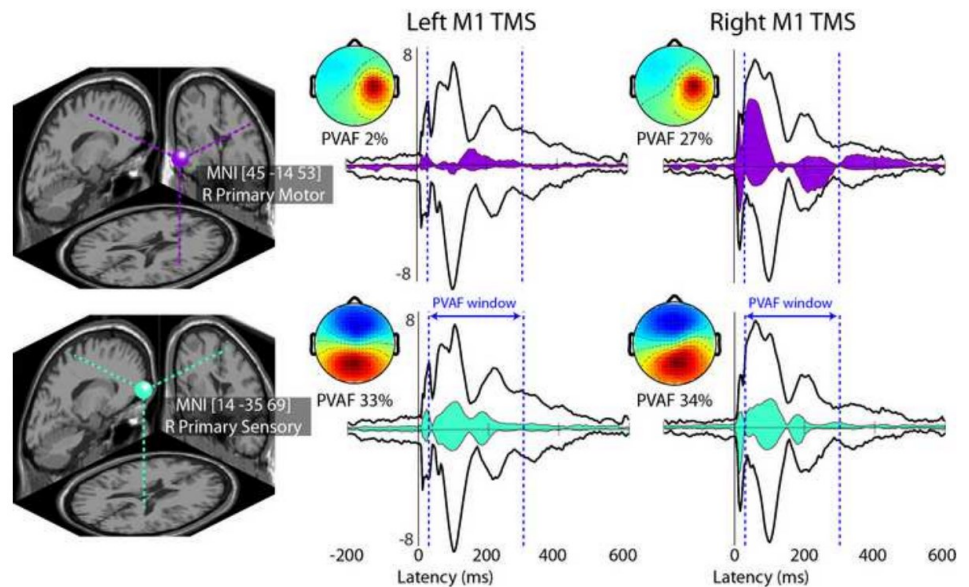 Left M1 TMS
Right M1 TMS
8
PVAF 2%
PVAF 27%
MNI [45 -14 53]
R Primary Motor
-8
PVAF window
PVAF window
8
PVAF 33%
PVAF 34%
MNI [14 -35 69]
R Primary Sensory
-8
-200 0 200 400 600
0 200 400 600
Latency (ms)
Latency (ms)